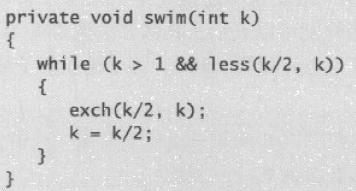 private void swim(int k)
{
while (k > 1 && less(k/2, k))
{
exch(k/2, k);
k = k/2;
}
}